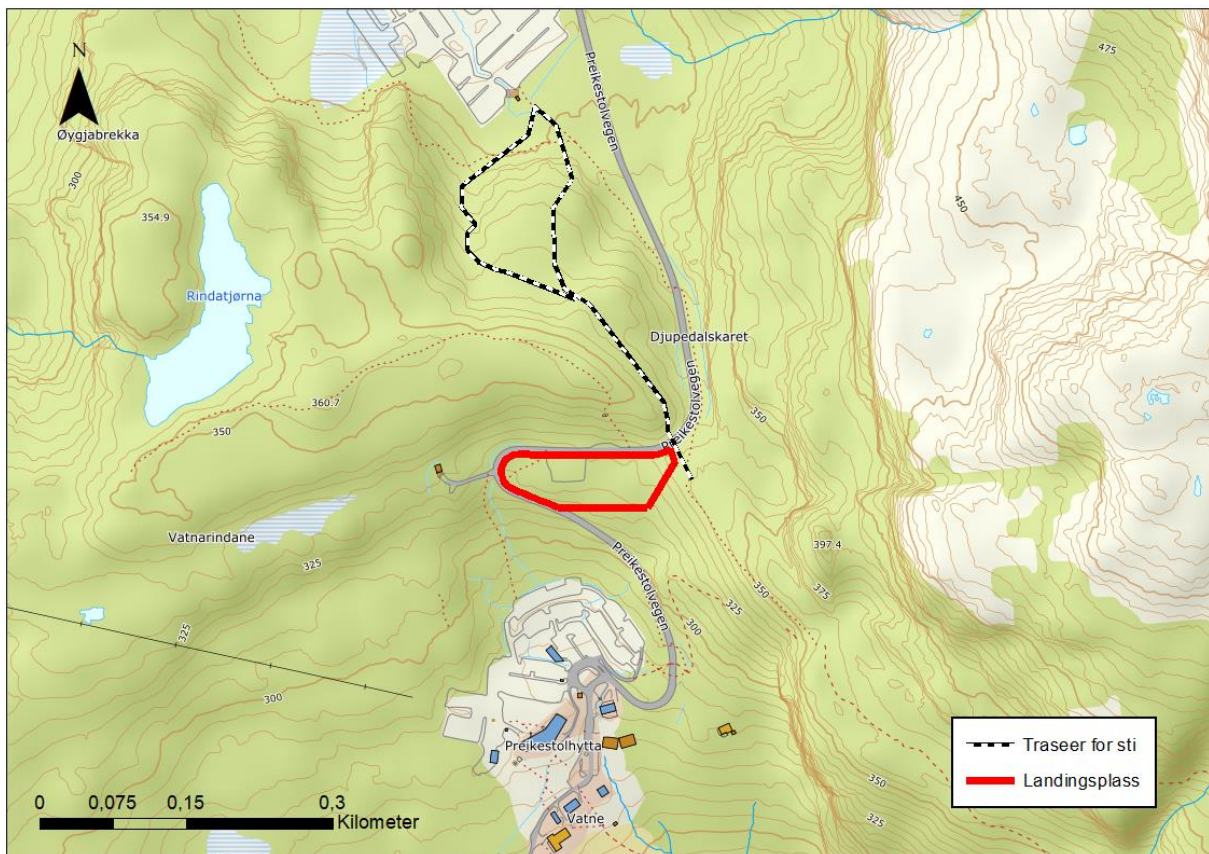 N
Øygjabrekka
300
354.9
Rindatjørna
Preikestolvegen
475
450
Djupedalskaret
Preikestolvegen
360.7
350
350
Vatnarindane
325
325
300
Preikestolvegen
325
300
350
375
397.4
Preikestolhytta
Vatne
350
325
Traseer for sti
Landingsplass
0 0,075 0,15 0,3
Kilometer